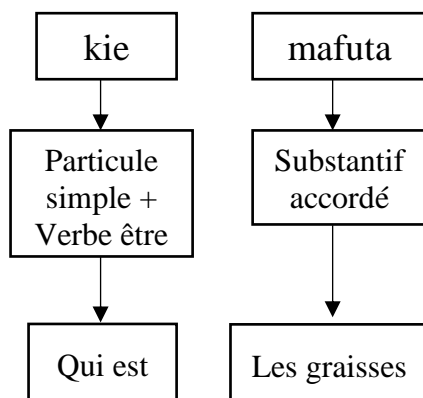 kie
mafuta
Particule
simple +
Verbe être
Substantif
accordé
Qui est
Les graisses